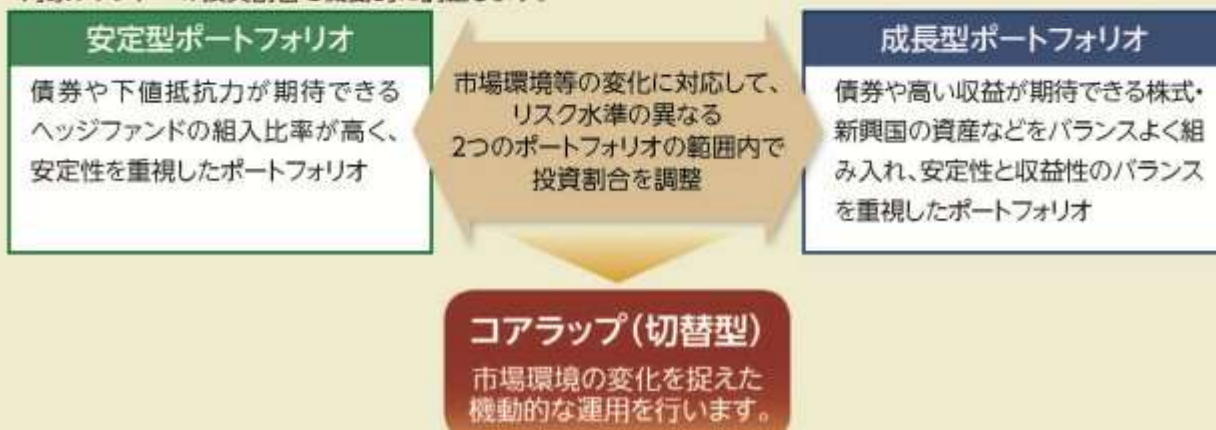 安定型ポートフォリオ
債券や下値抵抗力が期待できる
ヘッジファンドの組入比率が高く、
安定性を重視したポートフォリオ
市場環境等の変化に対応して、
リスク水準の異なる
2つのポートフォリオの範囲内で
投資割合を調整
成長型ポートフォリオ
債券や高い収益が期待できる株式・
新興国の資産などをバランスよく組
み入れ、安定性と収益性のバランス
を重視したポートフォリオ
コアラップ(切替型)
市場環境の変化を捉えた
機動的な運用を行います。